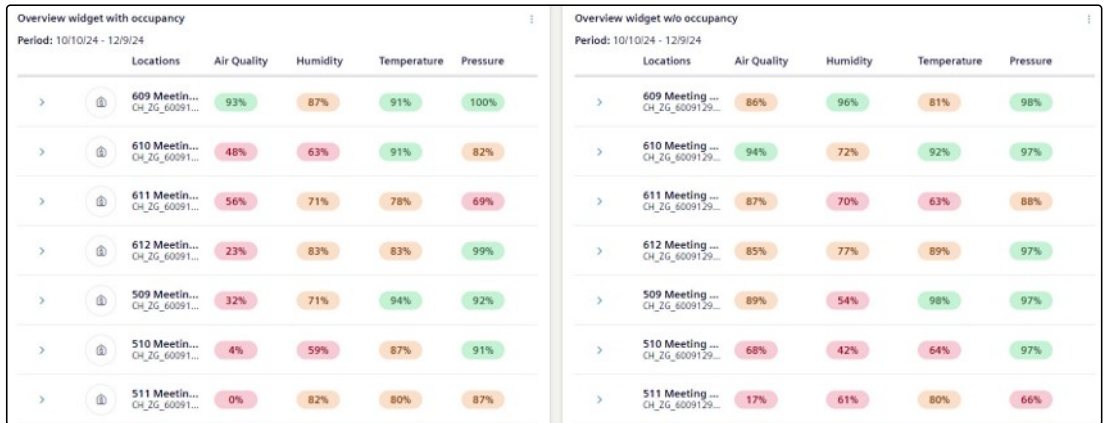 Overview widget with occupancy
Period: 10/10/24 - 12/9/24
Locations Air Quality Humidity Temperature Pressure
609 Meetin... 93% 87% 91% 100%
CH_ZG_60091...
610 Meetin... 48% 63% 91% 82%
CH_ZG_60091...
611 Meetin... 56% 71% 78% 69%
CH_ZG_60091...
612 Meetin... 23% 83% 83% 99%
CH_ZG_60091...
509 Meetin... 32% 71% 94% 92%
CH_ZG_60091...
510 Meetin... 4% 59% 87% 91%
CH_ZG_60091...
511 Meetin... 0% 82% 80% 87%
CH_ZG_60091...
Overview widget w/o occupancy
Period: 10/10/24 - 12/9/24
Locations Air Quality Humidity Temperature Pressure
609 Meeting ... 86% 96% 81% 98%
CH_ZG_6009129...
610 Meeting ... 94% 72% 92% 97%
CH_ZG_6009129...
611 Meeting ... 87% 70% 63% 88%
CH_ZG_6009129...
612 Meeting ... 85% 77% 89% 97%
CH_ZG_6009129...
509 Meeting ... 89% 54% 98% 97%
CH_ZG_6009129...
510 Meeting ... 68% 42% 64% 97%
CH_ZG_6009129...
511 Meeting ... 17% 61% 80% 66%
CH_ZG_6009129...